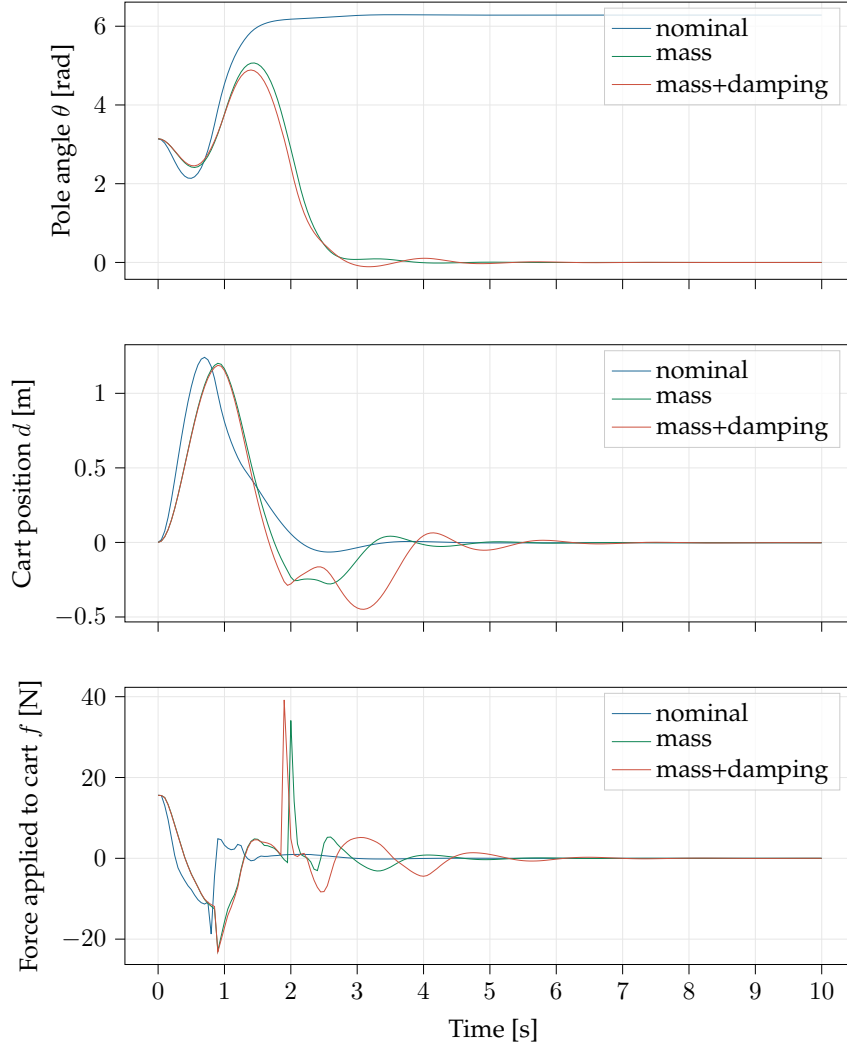 Pole angle θ [rad]
6
4
2
0
nominal
mass
mass+damping
Cart position d [m]
1
0.5
0
−0.5
nominal
mass
mass+damping
Force applied to cart f [N]
40
20
0
−20
nominal
mass
mass+damping
0 1 2 3 4 5 6 7 8 9 10
Time [s]